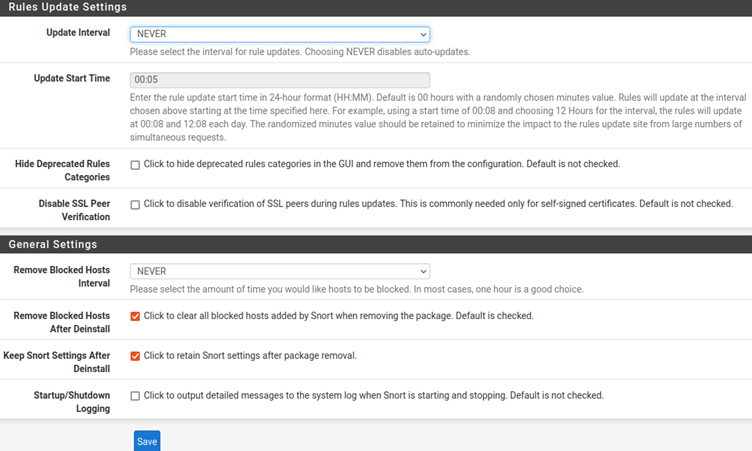 Rules Update Settings
Update Interval
NEVER
Please select the interval for rule updates. Choosing NEVER disables auto-updates.
Update Start Time
00:05
Enter the rule update start time in 24-hour format (HH:MM). Default is 00 hours with a randomly chosen minutes value. Rules will update at the interval
chosen above starting at the time specified here. For example, using a start time of 00:08 and choosing 12 Hours for the interval, the rules will update
at 00:08 and 12:08 each day. The randomized minutes value should be retained to minimize the impact to the rules update site from large numbers of
simultaneous requests.
Hide Deprecated Rules
Categories
Click to hide deprecated rules categories in the GUI and remove them from the configuration. Default is not checked.
Disable SSL Peer
Verification
Click to disable verification of SSL peers during rules updates. This is commonly needed only for self-signed certificates. Default is not checked.
General Settings
Remove Blocked Hosts
Interval
NEVER
Please select the amount of time you would like hosts to be blocked. In most cases, one hour is a good choice.
Remove Blocked Hosts
After Deinstall
Click to clear all blocked hosts added by Snort when removing the package. Default is checked.
Keep Snort Settings After
Deinstall
Click to retain Snort settings after package removal.
Startup/Shutdown
Logging
Click to output detailed messages to the system log when Snort is starting and stopping. Default is not checked.
Save